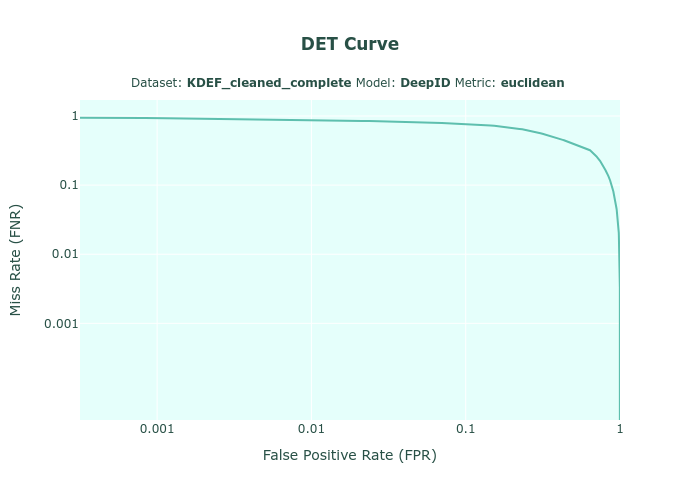 DET Curve
Dataset: KDEF_cleaned_complete Model: DeepID Metric: euclidean
1
0.1
0.01
0.001
Miss Rate (FNR)
0.001
0.01
0.1
1
False Positive Rate (FPR)